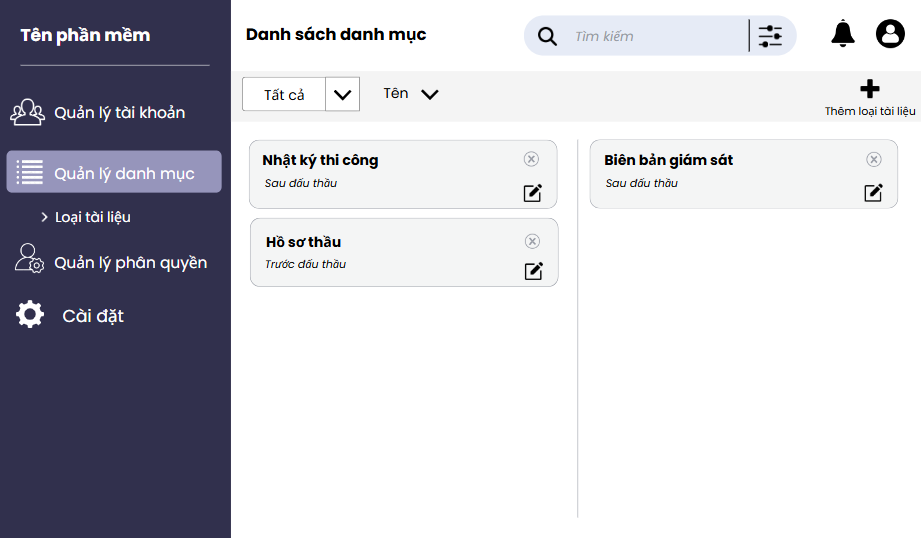 Tên phần mềm
Quản lý tài khoản
Quản lý danh mục
Loại tài liệu
Quản lý phân quyền
Cài đặt
Danh sách danh mục
Tìm kiếm
Tất cả
Tên
Thêm loại tài liệu
Nhật ký thi công
Sau đấu thầu
Hồ sơ thầu
Trước đấu thầu
Biên bản giám sát
Sau đấu thầu